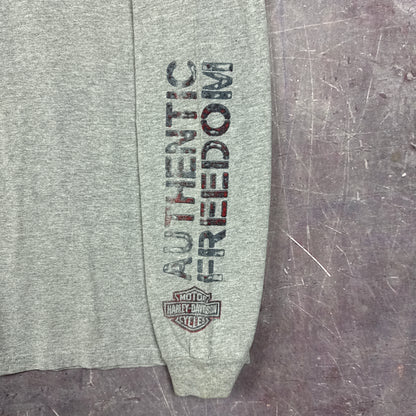 AUTHENTIC
FREEDOM
MOTOR
HARLEY-DAVIDSON
CYCLES